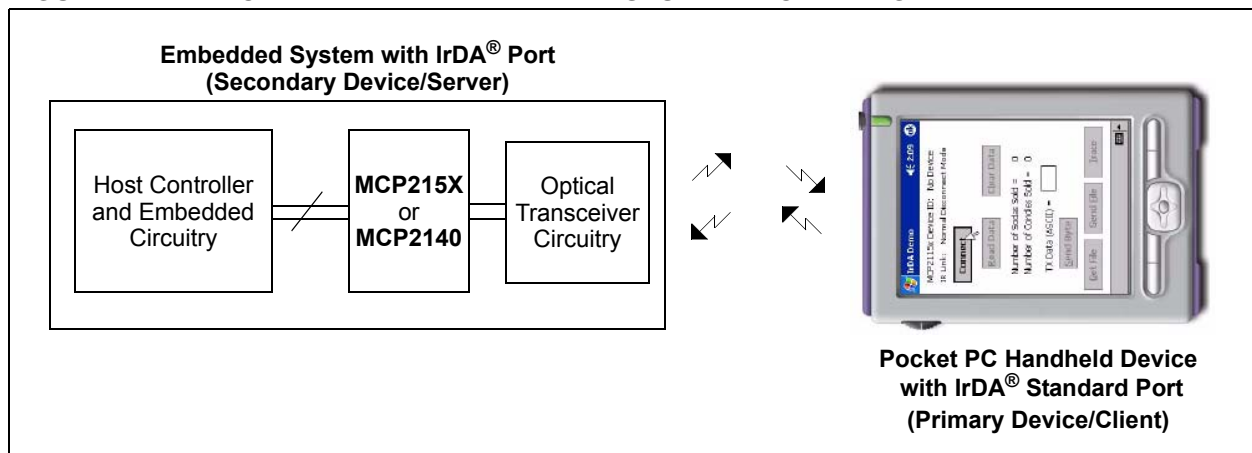 Embedded System with IrDA® Port
(Secondary Device/Server)
Host Controller
and Embedded
Circuitry
MCP215X
or
MCP2140
Optical
Transceiver
Circuitry
IrDA Demo
2:09
MCP2115x Device ID: No Device
IR Link: Normal Disconnect Mode
Connect
Read Data
Clear Data
Number of Sodas Sold = 0
Number of Candies Sold = 0
TX Data (ASCII) =
Send Byte
Get File
Send File
Trace
Pocket PC Handheld Device
with IrDA® Standard Port
(Primary Device/Client)